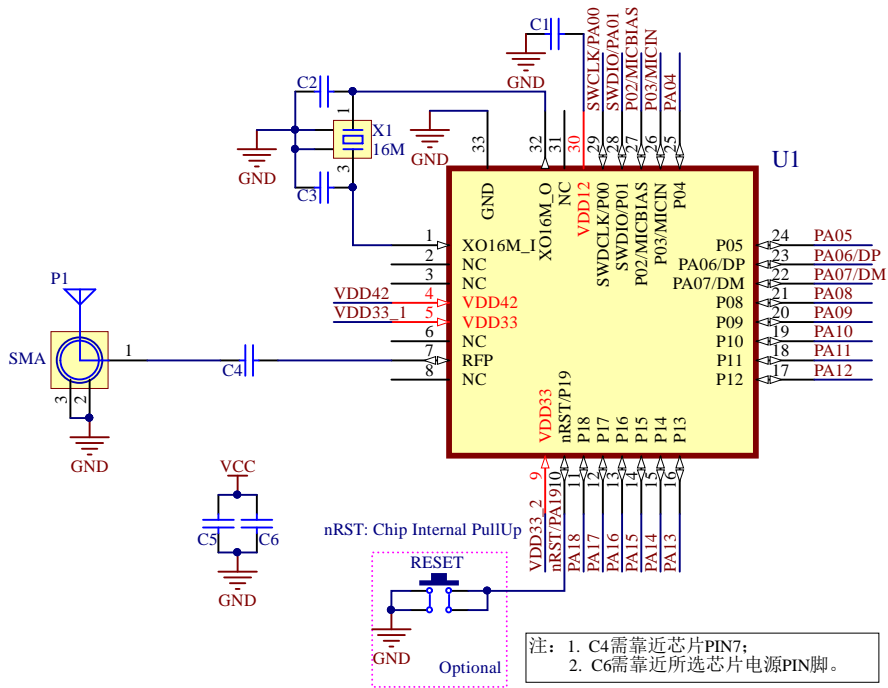 C1
GND
SWCLK/PA00
SWDIO/PA01
P02/MICBIAS
P03/MICIN
PA04
C2
1
X1
16M
3
GND
C3
GND
33
32
31
30
29
28
27
26
25
U1
GND
XO16M_O
NC
VDD12
SWDCLK/P00
SWDIO/P01
P02/MICBIAS
P03/MICIN
P04
1 XO16M_I
2 NC
3 NC
VDD42 4 VDD42
VDD33_1 5 VDD33
6 NC
7 RFP
8 NC
P05 24 PA05
PA06/DP 23 PA06/DP
PA07/DM 22 PA07/DM
P08 21 PA08
P09 20 PA09
P10 19 PA10
P11 18 PA11
P12 17 PA12
P1
SMA
1
3
2
GND
C4
VDD33
nRST/P19
P18
P17
P16
P15
P14
P13
9
10
11
12
13
14
15
16
VDD33_2
nRST/PA19
PA18
PA17
PA16
PA15
PA14
PA13
VCC
C5
C6
GND
nRST: Chip Internal PullUp
RESET
GND
Optional
注：1. C4需靠近芯片PIN7;
2. C6需靠近所选芯片电源PIN脚。